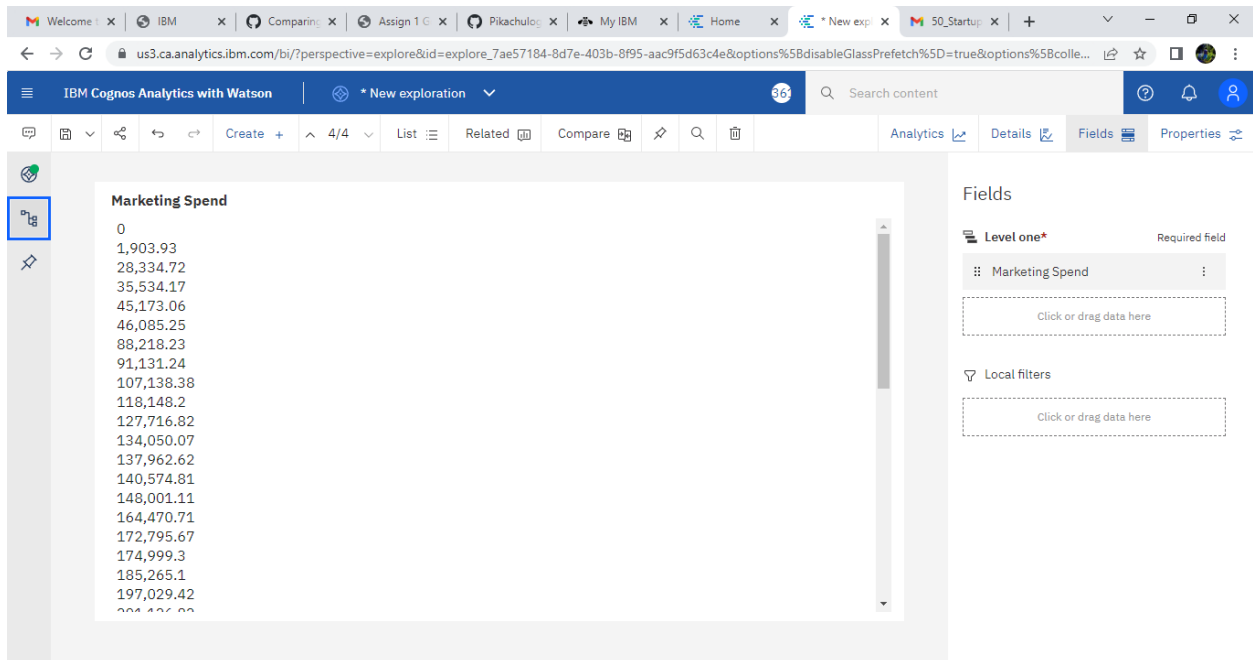 Welcome t
IBM
Comparing
Assign 1 G
Pikachulog
My IBM
Home
* New expl
50_Startup
us3.ca.analytics.ibm.com/bi/?perspective=explore&id=explore_7ae57184-8d7e-403b-8f95-aac9f5d63c4e&options%5BdisableGlassPrefetch%5D=true&options%5Bcolle...
IBM Cognos Analytics with Watson
* New exploration
Search content
Create +
4/4
List
Related
Compare
Analytics
Details
Fields
Properties
Marketing Spend
0
1,903.93
28,334.72
35,534.17
45,173.06
46,085.25
88,218.23
91,131.24
107,138.38
118,148.2
127,716.82
134,050.07
137,962.62
140,574.81
148,001.11
164,470.71
172,795.67
174,999.3
185,265.1
197,029.42
Fields
Level one*
Required field
Marketing Spend
Click or drag data here
Local filters
Click or drag data here